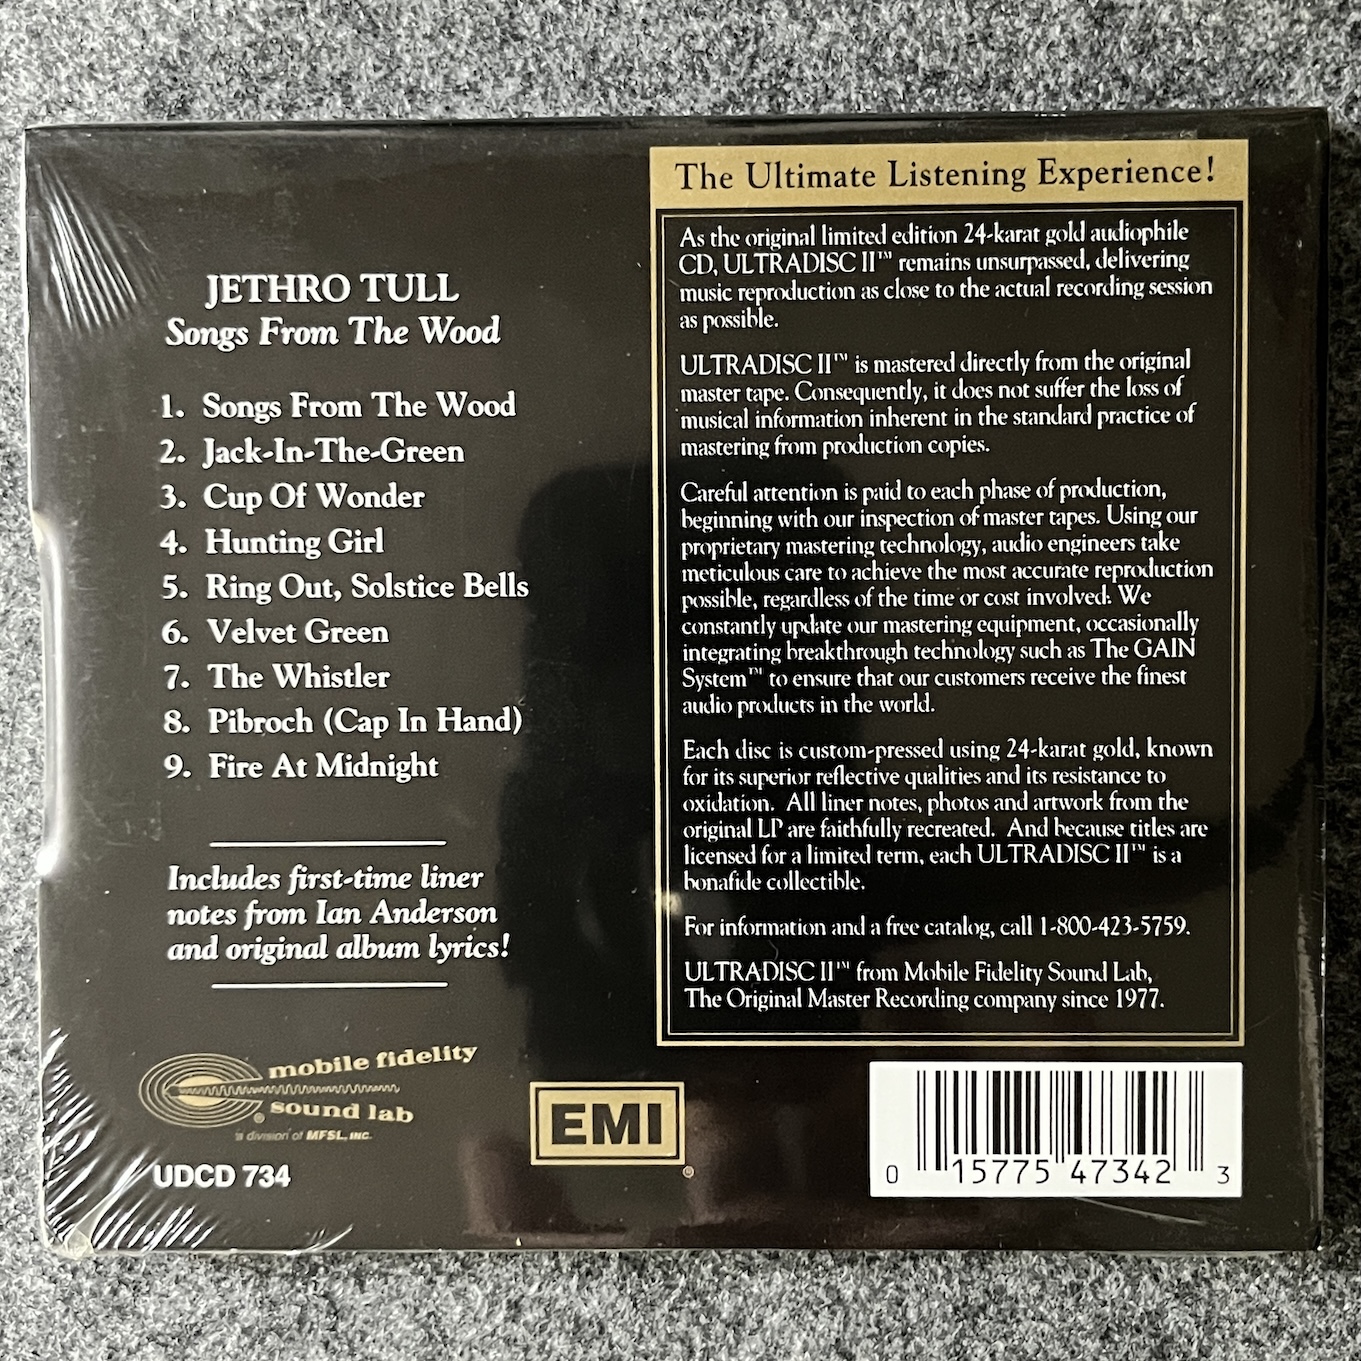 JETHRO TULL
Songs From The Wood
1. Songs From The Wood
2. Jack-In-The-Green
3. Cup Of Wonder
4. Hunting Girl
5. Ring Out, Solstice Bells
6. Velvet Green
7. The Whistler
8. Pibroch (Cap In Hand)
9. Fire At Midnight
Includes first-time liner
notes from Ian Anderson
and original album lyrics!
mobile fidelity
sound lab
®
a division of MFSL, INC.
UDCD 734
EMI
®
The Ultimate Listening Experience!
As the original limited edition 24-karat gold audiophile
CD, ULTRADISC II™ remains unsurpassed, delivering
music reproduction as close to the actual recording session
as possible.
ULTRADISC II™ is mastered directly from the original
master tape. Consequently, it does not suffer the loss of
musical information inherent in the standard practice of
mastering from production copies.
Careful attention is paid to each phase of production,
beginning with our inspection of master tapes. Using our
proprietary mastering technology, audio engineers take
meticulous care to achieve the most accurate reproduction
possible, regardless of the time or cost involved. We
constantly update our mastering equipment, occasionally
integrating breakthrough technology such as The GAIN
System™ to ensure that our customers receive the finest
audio products in the world.
Each disc is custom-pressed using 24-karat gold, known
for its superior reflective qualities and its resistance to
oxidation. All liner notes, photos and artwork from the
original LP are faithfully recreated. And because titles are
licensed for a limited term, each ULTRADISC II™ is a
bonafide collectible.
For information and a free catalog, call 1-800-423-5759.
ULTRADISC II™ from Mobile Fidelity Sound Lab,
The Original Master Recording company since 1977.
0 15775 47342 3